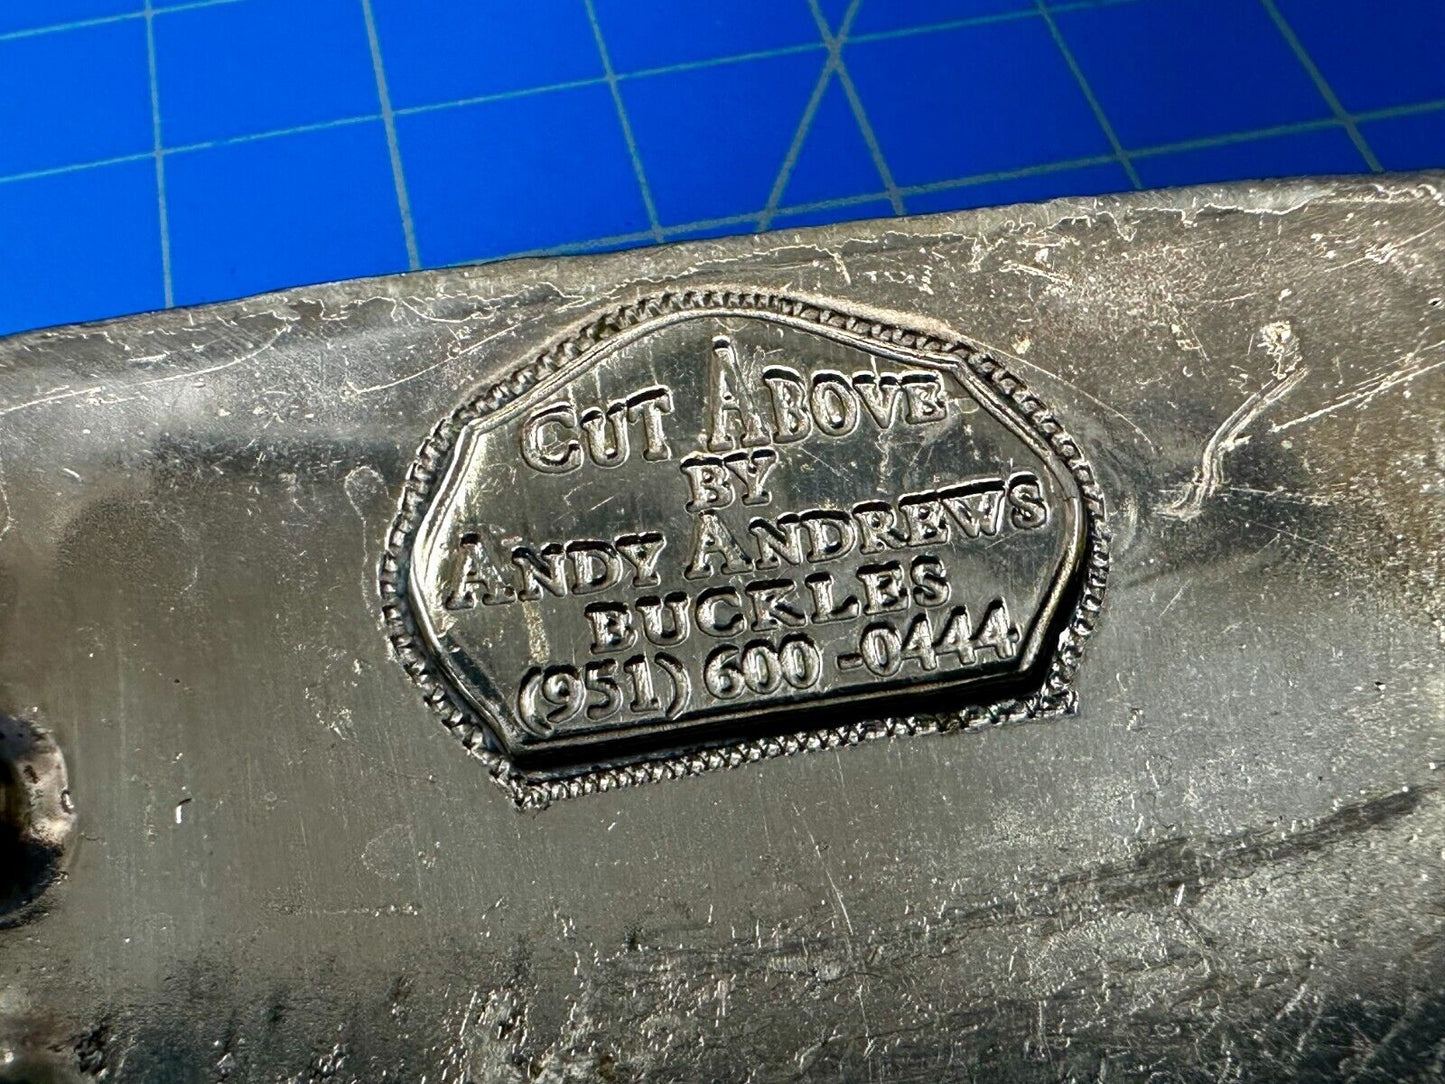 CUT ABOVE
BY
ANDY ANDREWS
BUCKLES
(951) 600-0444